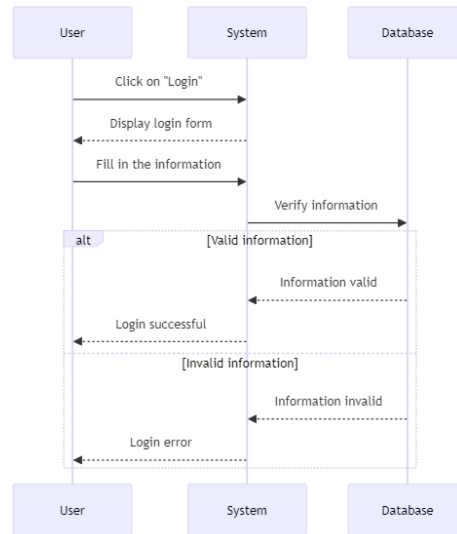 User System Database
Click on "Login"
Display login form
Fill in the information
Verify information
alt [Valid information]
Information valid
Login successful
[Invalid information]
Information invalid
Login error
User System Database